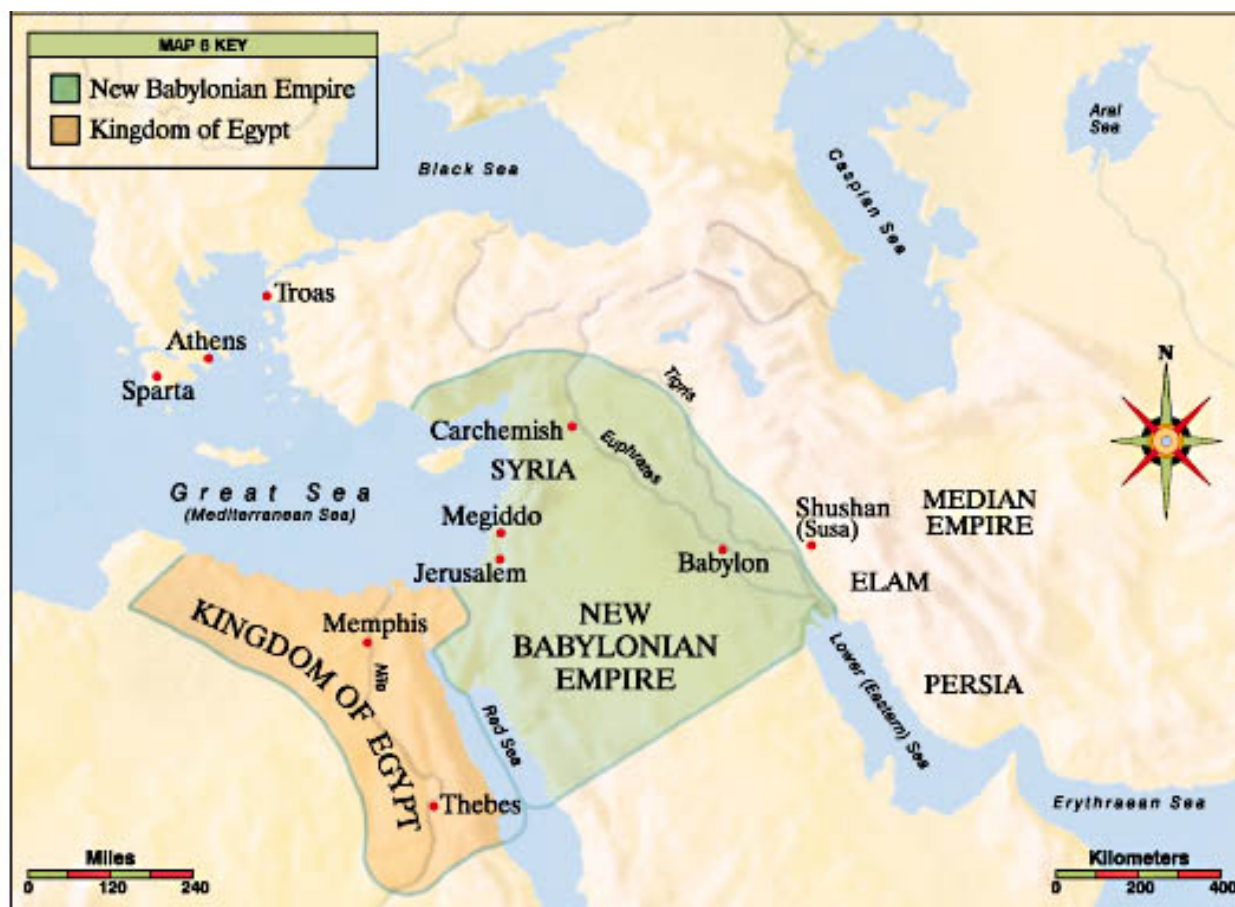 MAP 6 KEY
New Babylonian Empire
Kingdom of Egypt
Black Sea
Caspian Sea
Aral
Sea
Troas
Athens
Sparta
Carchemish
SYRIA
Tigris
Euphrates
N
Great Sea
(Mediterranean Sea)
Megiddo
Jerusalem
Babylon
Shushan
(Susa)
MEDIAN
EMPIRE
ELAM
KINGDOM OF EGYPT
Memphis
Nile
NEW
BABYLONIAN
EMPIRE
Red Sea
Lower (Eastern) Sea
PERSIA
Thebes
Erythraean Sea
Miles
0 120 240
Kilometers
0 200 400